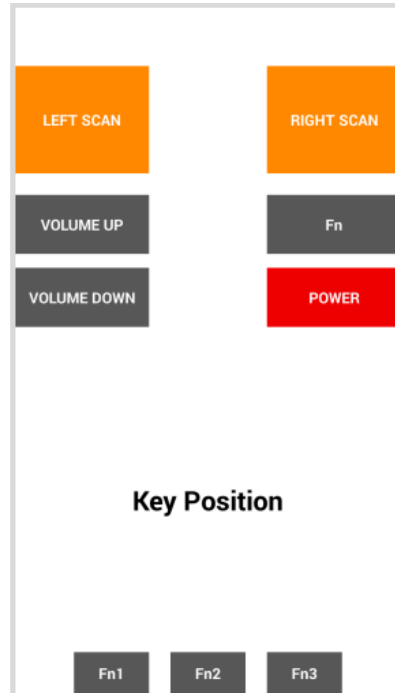 LEFT SCAN RIGHT SCAN
VOLUME UP Fn
VOLUME DOWN POWER
Key Position
Fn1 Fn2 Fn3